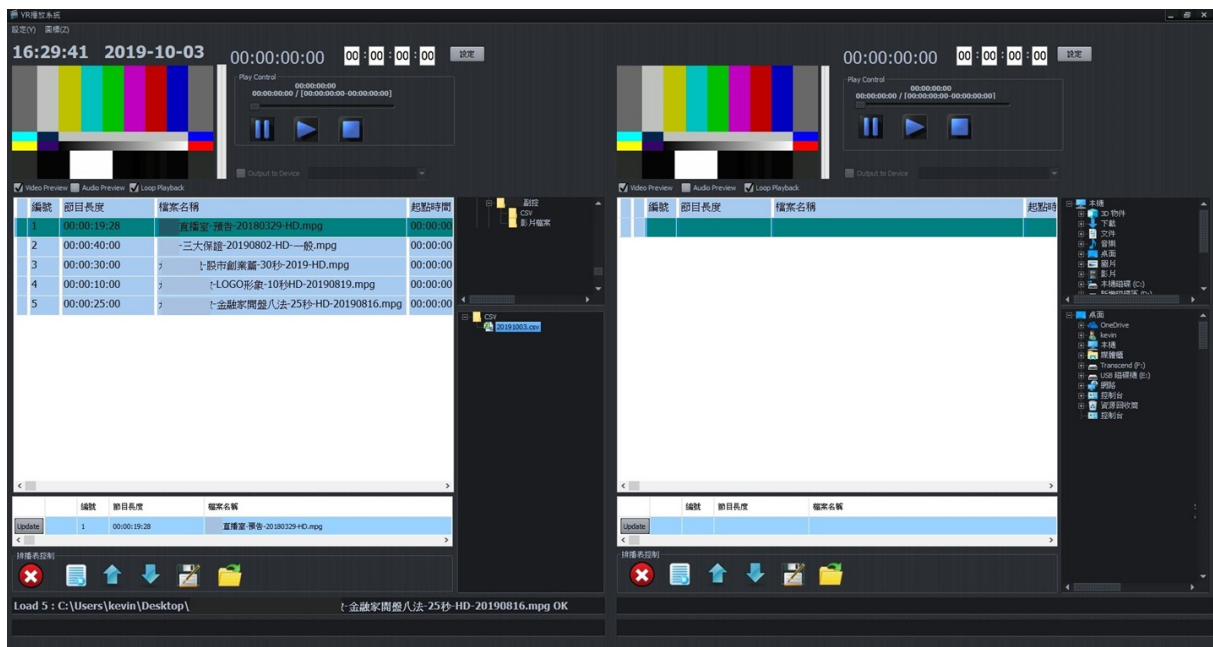 YR播放系統
設定(Y) 圖標(Z)
16:29:41 2019-10-03
00:00:00:00 00 : 00 : 00 : 00 設定
Play Control
00:00:00:00
00:00:00:00 / [00:00:00:00-00:00:00:00]
Output to Device
Video Preview Audio Preview Loop Playback
編號 節目長度 檔案名稱 起點時間
1 00:00:19:28 直播室-預告-20180329-HD.mpg 00:00:00
2 00:00:40:00 -三大保證-20190802-HD-一般.mpg 00:00:00
3 00:00:30:00 -股市創業篇-30秒-2019-HD.mpg 00:00:00
4 00:00:10:00 -LOGO形象-10秒HD-20190819.mpg 00:00:00
5 00:00:25:00 -金融家開盤八法-25秒-HD-20190816.mpg 00:00:00
副控
CSV
影片檔案
CSV
20191003.csv
編號 節目長度 檔案名稱
Update 1 00:00:19:28 直播室-預告-20180329-HD.mpg
排播表控制
Load 5 : C:\Users\kevin\Desktop\ -金融家開盤八法-25秒-HD-20190816.mpg OK
00:00:00:00 00 : 00 : 00 : 00 設定
Play Control
00:00:00:00
00:00:00:00 / [00:00:00:00-00:00:00:00]
Output to Device
Video Preview Audio Preview Loop Playback
編號 節目長度 檔案名稱 起點時
本機
3D 物件
下載
文件
音樂
桌面
圖片
影片
本機磁碟 (C:)
桌面
OneDrive
kevin
本機
媒體櫃
Transcend (F:)
USB 磁碟機 (E:)
網路
控制台
資源回收筒
控制台
編號 節目長度 檔案名稱
Update
排播表控制